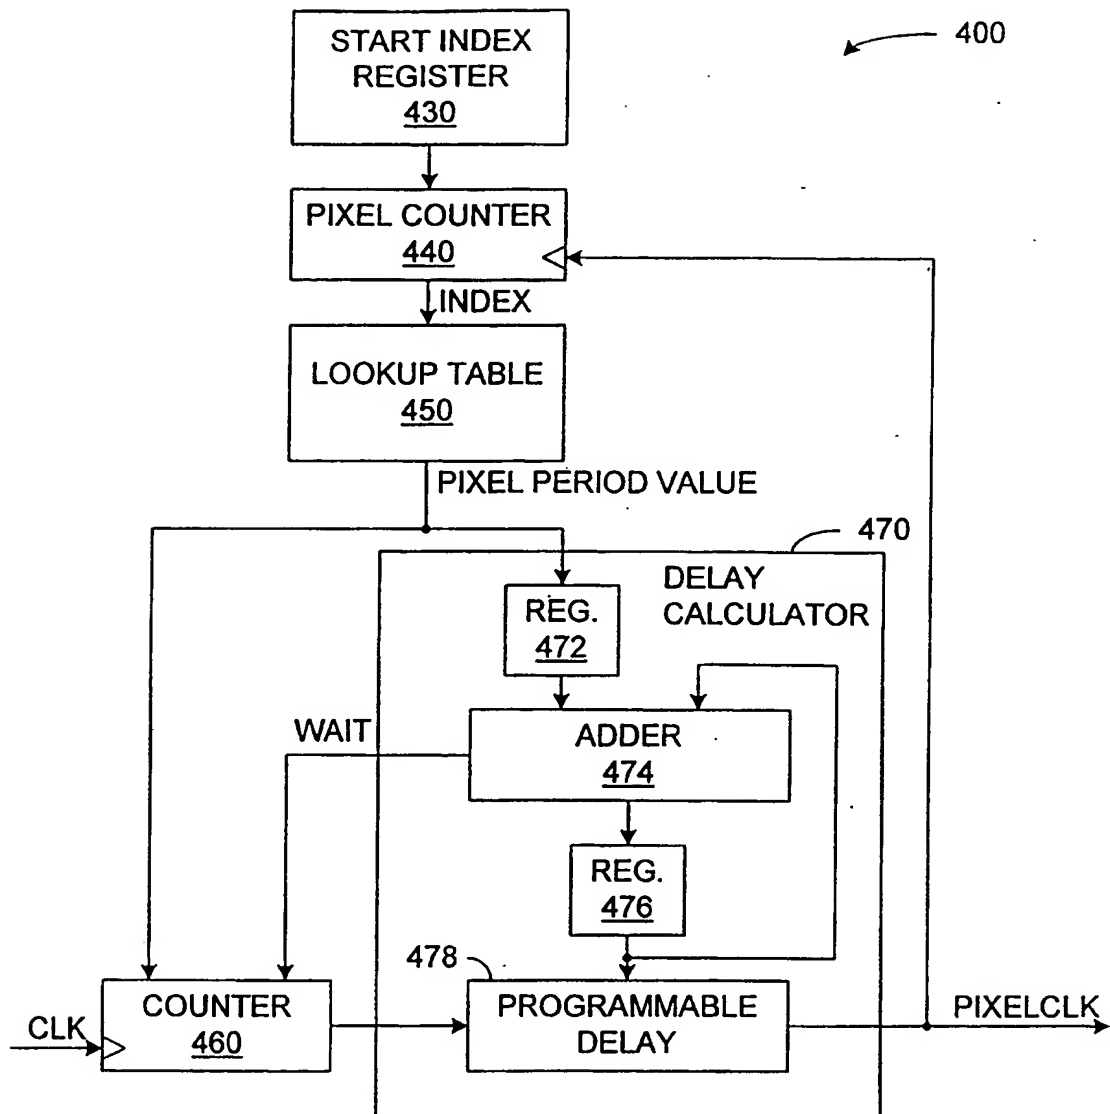 400
START INDEX
REGISTER
430
PIXEL COUNTER
440
INDEX
LOOKUP TABLE
450
PIXEL PERIOD VALUE
470
DELAY
CALCULATOR
REG.
472
WAIT
ADDER
474
REG.
476
478
CLK
COUNTER
460
PROGRAMMABLE
DELAY
PIXELCLK